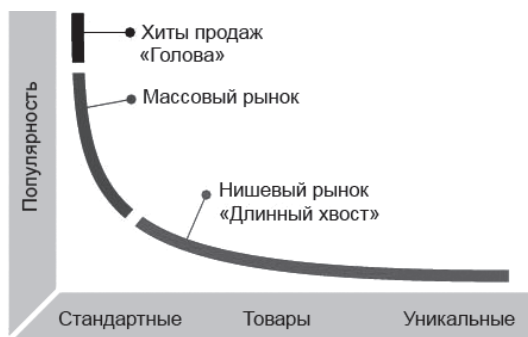 Хиты продаж
«Голова»
Массовый рынок
Популярность
Нишевый рынок
«Длинный хвост»
Стандартные Товары Уникальные